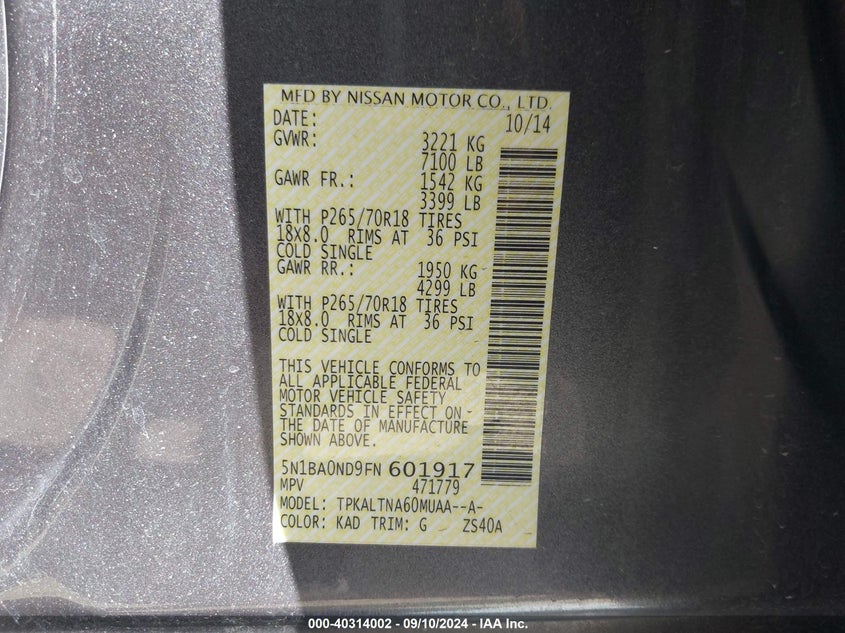 MFD BY NISSAN MOTOR CO., LTD.
DATE: 10/14
GVWR: 3221 KG
7100 LB
GAWR FR.: 1542 KG
3399 LB
WITH P265/70R18 TIRES
18X8.0 RIMS AT 36 PSI
COLD SINGLE
GAWR RR.: 1950 KG
4299 LB
WITH P265/70R18 TIRES
18X8.0 RIMS AT 36 PSI
COLD SINGLE
THIS VEHICLE CONFORMS TO
ALL APPLICABLE FEDERAL
MOTOR VEHICLE SAFETY
STANDARDS IN EFFECT ON
THE DATE OF MANUFACTURE
SHOWN ABOVE.
5N1BA0ND9FN 601917
MPV 471779
MODEL: TPKALTNA60MUAA--A-
COLOR: KAD TRIM: G ZS40A
000-40314002 - 09/10/2024 - IAA Inc.